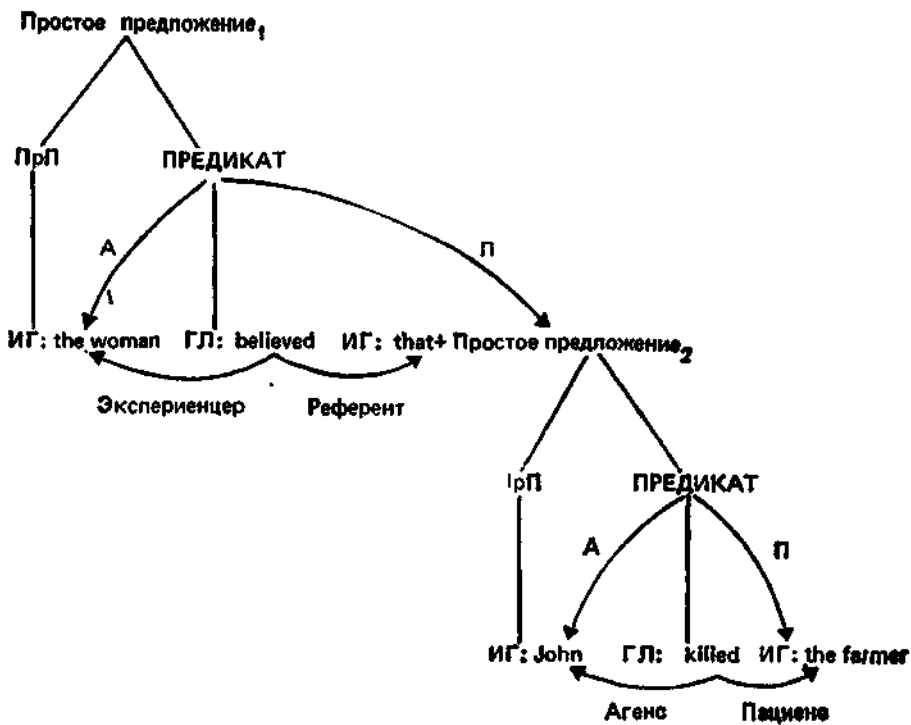 Простое предложение₁
ПрП ПРЕДИКАТ
А П
ИГ: the woman ГЛ: believed ИГ: that+ Простое предложение₂
Экспериенцер Референт
рП ПРЕДИКАТ
А П
ИГ: John ГЛ: killed ИГ: the farmer
Агенс Пациенс